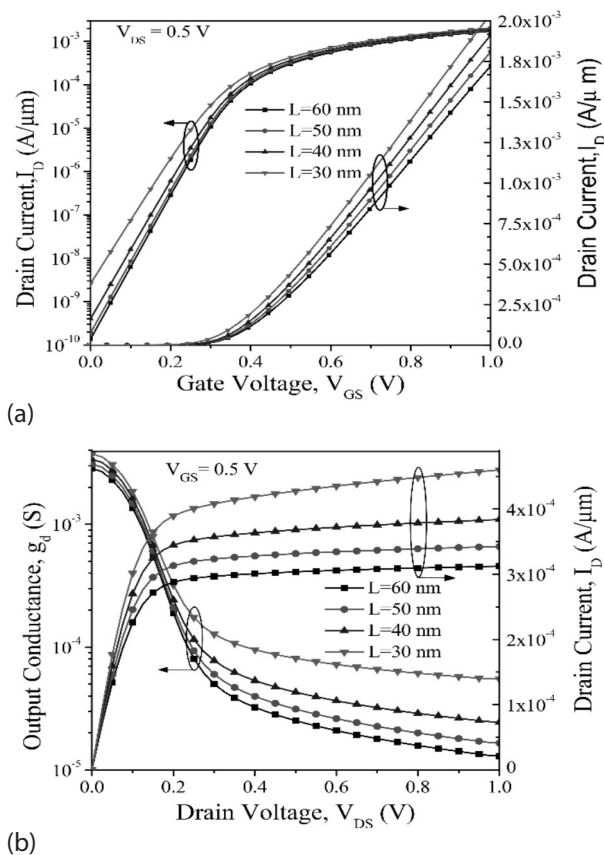 V_DS = 0.5 V
10^-3
10^-4
10^-5
10^-6
10^-7
10^-8
10^-9
10^-10
Drain Current,I_D (A/μm)
L=60 nm
L=50 nm
L=40 nm
L=30 nm
2.0x10^-3
1.8x10^-3
1.5x10^-3
1.3x10^-3
1.0x10^-3
7.5x10^-4
5.0x10^-4
2.5x10^-4
0.0
Drain Current,I_D (A/μ m)
0.0 0.2 0.4 0.6 0.8 1.0
Gate Voltage, V_GS (V)
(a)
V_GS = 0.5 V
10^-3
10^-4
10^-5
Output Conductance, g_d (S)
L=60 nm
L=50 nm
L=40 nm
L=30 nm
4x10^-4
3x10^-4
2x10^-4
1x10^-4
0
Drain Current, I_D (A/μm)
0.0 0.2 0.4 0.6 0.8 1.0
Drain Voltage, V_DS (V)
(b)